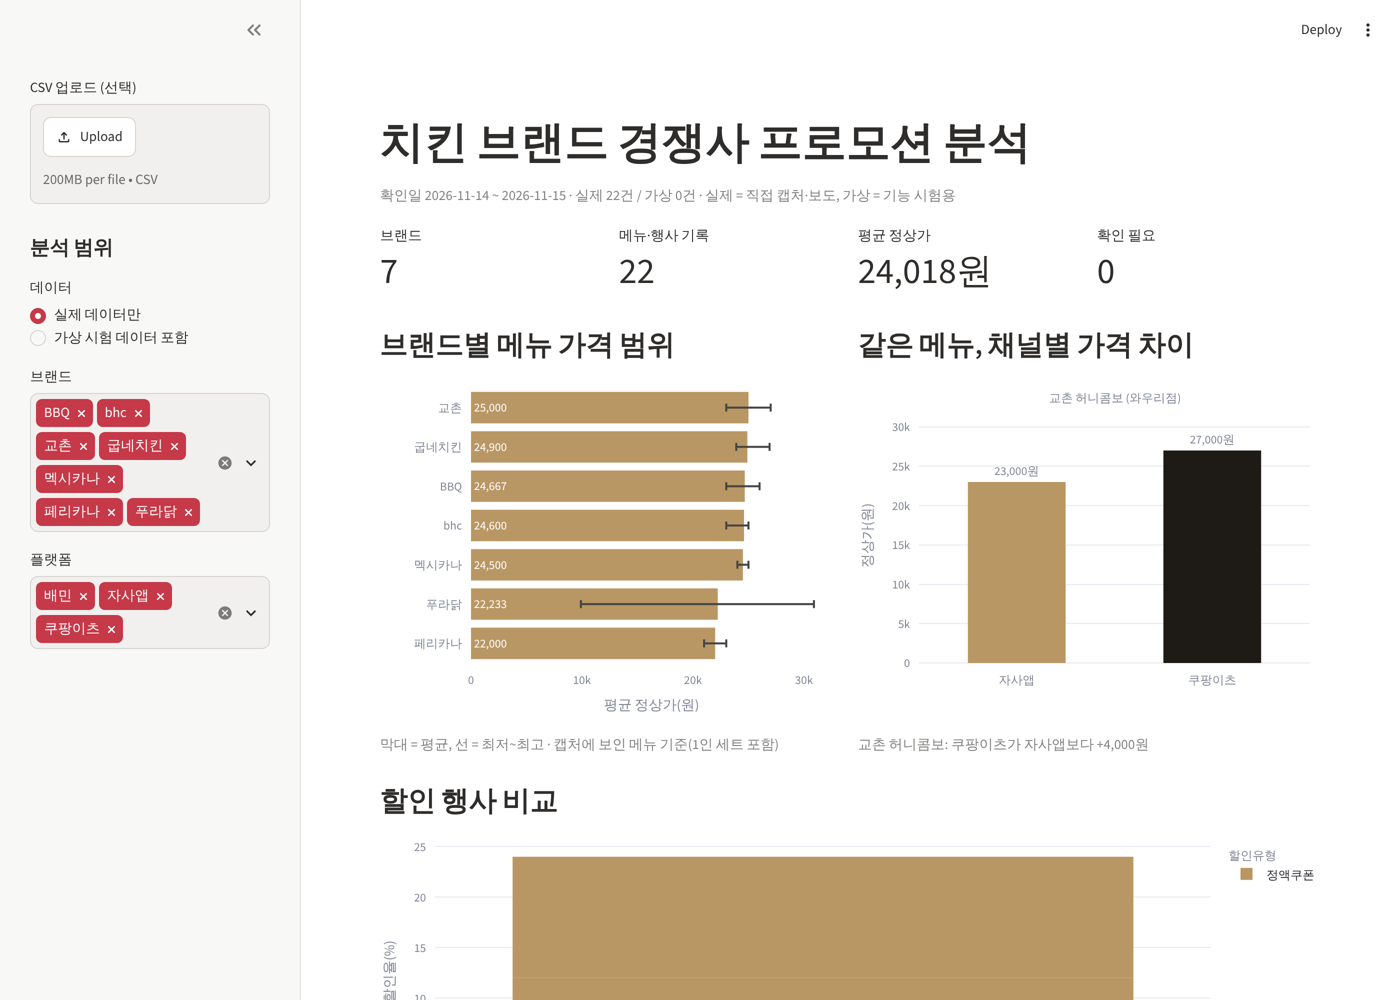 CSV 업로드 (선택)
Upload
200MB per file • CSV
분석 범위
데이터
실제 데이터만
가상 시험 데이터 포함
브랜드
BBQ × bhc ×
교촌 × 굽네치킨 ×
멕시카나 ×
페리카나 × 푸라닭 ×
플랫폼
배민 × 자사앱 ×
쿠팡이츠 ×
Deploy
치킨 브랜드 경쟁사 프로모션 분석
확인일 2026-11-14 ~ 2026-11-15 · 실제 22건 / 가상 0건 · 실제 = 직접 캡처·보도, 가상 = 기능 시험용
브랜드
7
메뉴·행사 기록
22
평균 정상가
24,018원
확인 필요
0
브랜드별 메뉴 가격 범위
교촌 25,000
굽네치킨 24,900
BBQ 24,667
bhc 24,600
멕시카나 24,500
푸라닭 22,233
페리카나 22,000
0 10k 20k 30k
평균 정상가(원)
막대 = 평균, 선 = 최저~최고 · 캡처에 보인 메뉴 기준(1인 세트 포함)
같은 메뉴, 채널별 가격 차이
교촌 허니콤보 (와우리점)
정상가(원)
30k
25k
20k
15k
10k
5k
0
23,000원
27,000원
자사앱 쿠팡이츠
교촌 허니콤보: 쿠팡이츠가 자사앱보다 +4,000원
할인 행사 비교
할인율(%)
25
20
15
10
할인유형
정액쿠폰